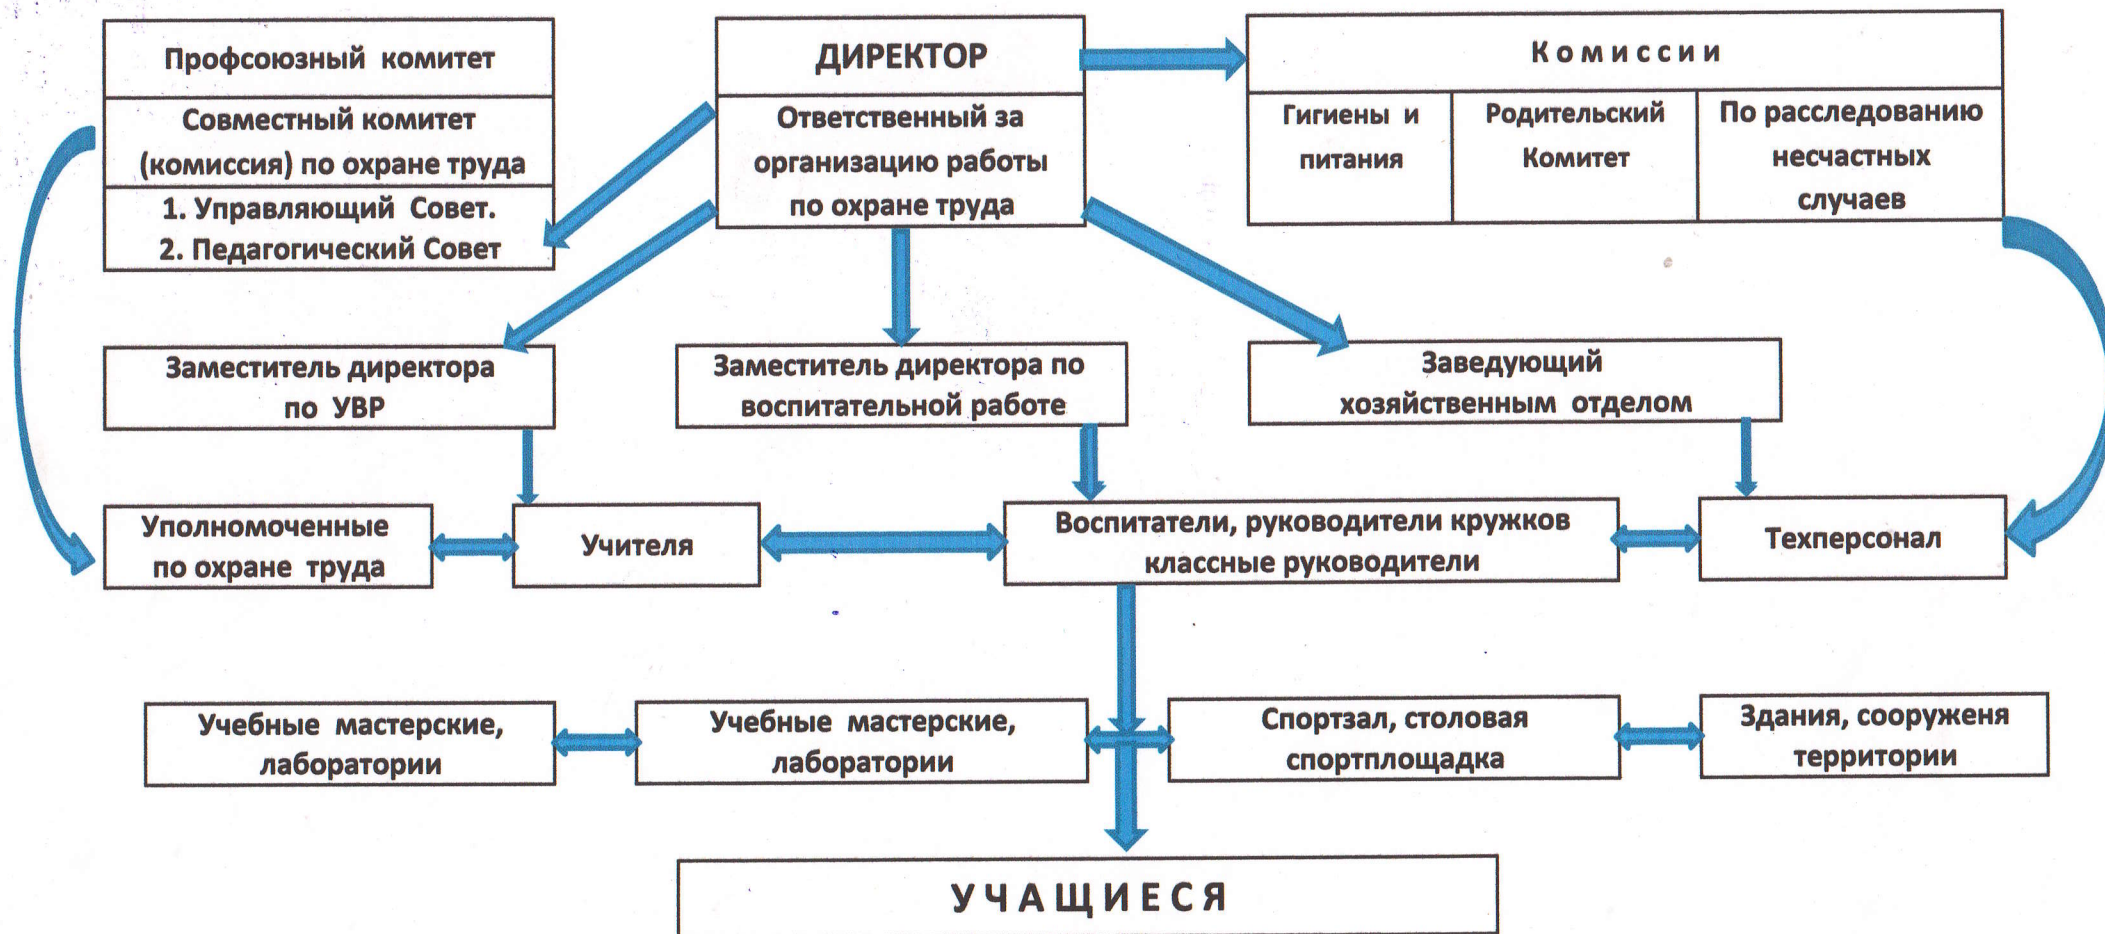 Профсоюзный комитет
Совместный комитет
(комиссия) по охране труда
1. Управляющий Совет.
2. Педагогический Совет
ДИРЕКТОР
Ответственный за
организацию работы
по охране труда
К о м и с с и и
Гигиены и
питания
Родительский
Комитет
По расследованию
несчастных
случаев
Заместитель директора
по УВР
Заместитель директора по
воспитательной работе
Заведующий
хозяйственным отделом
Уполномоченные
по охране труда
Учителя
Воспитатели, руководители кружков
классные руководители
Техперсонал
Учебные мастерские,
лаборатории
Учебные мастерские,
лаборатории
Спортзал, столовая
спортплощадка
Здания, сооруженя
территории
У Ч А Щ И Е С Я